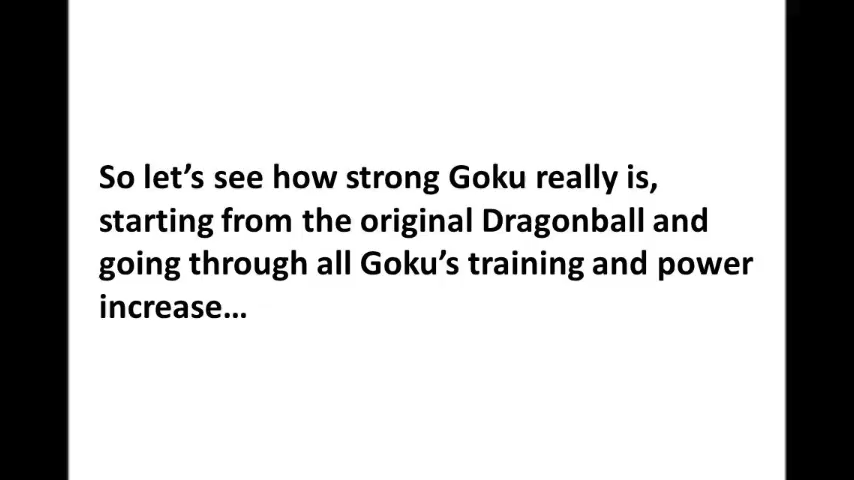 So let’s see how strong Goku really is,
starting from the original Dragonball and
going through all Goku’s training and power
increase…